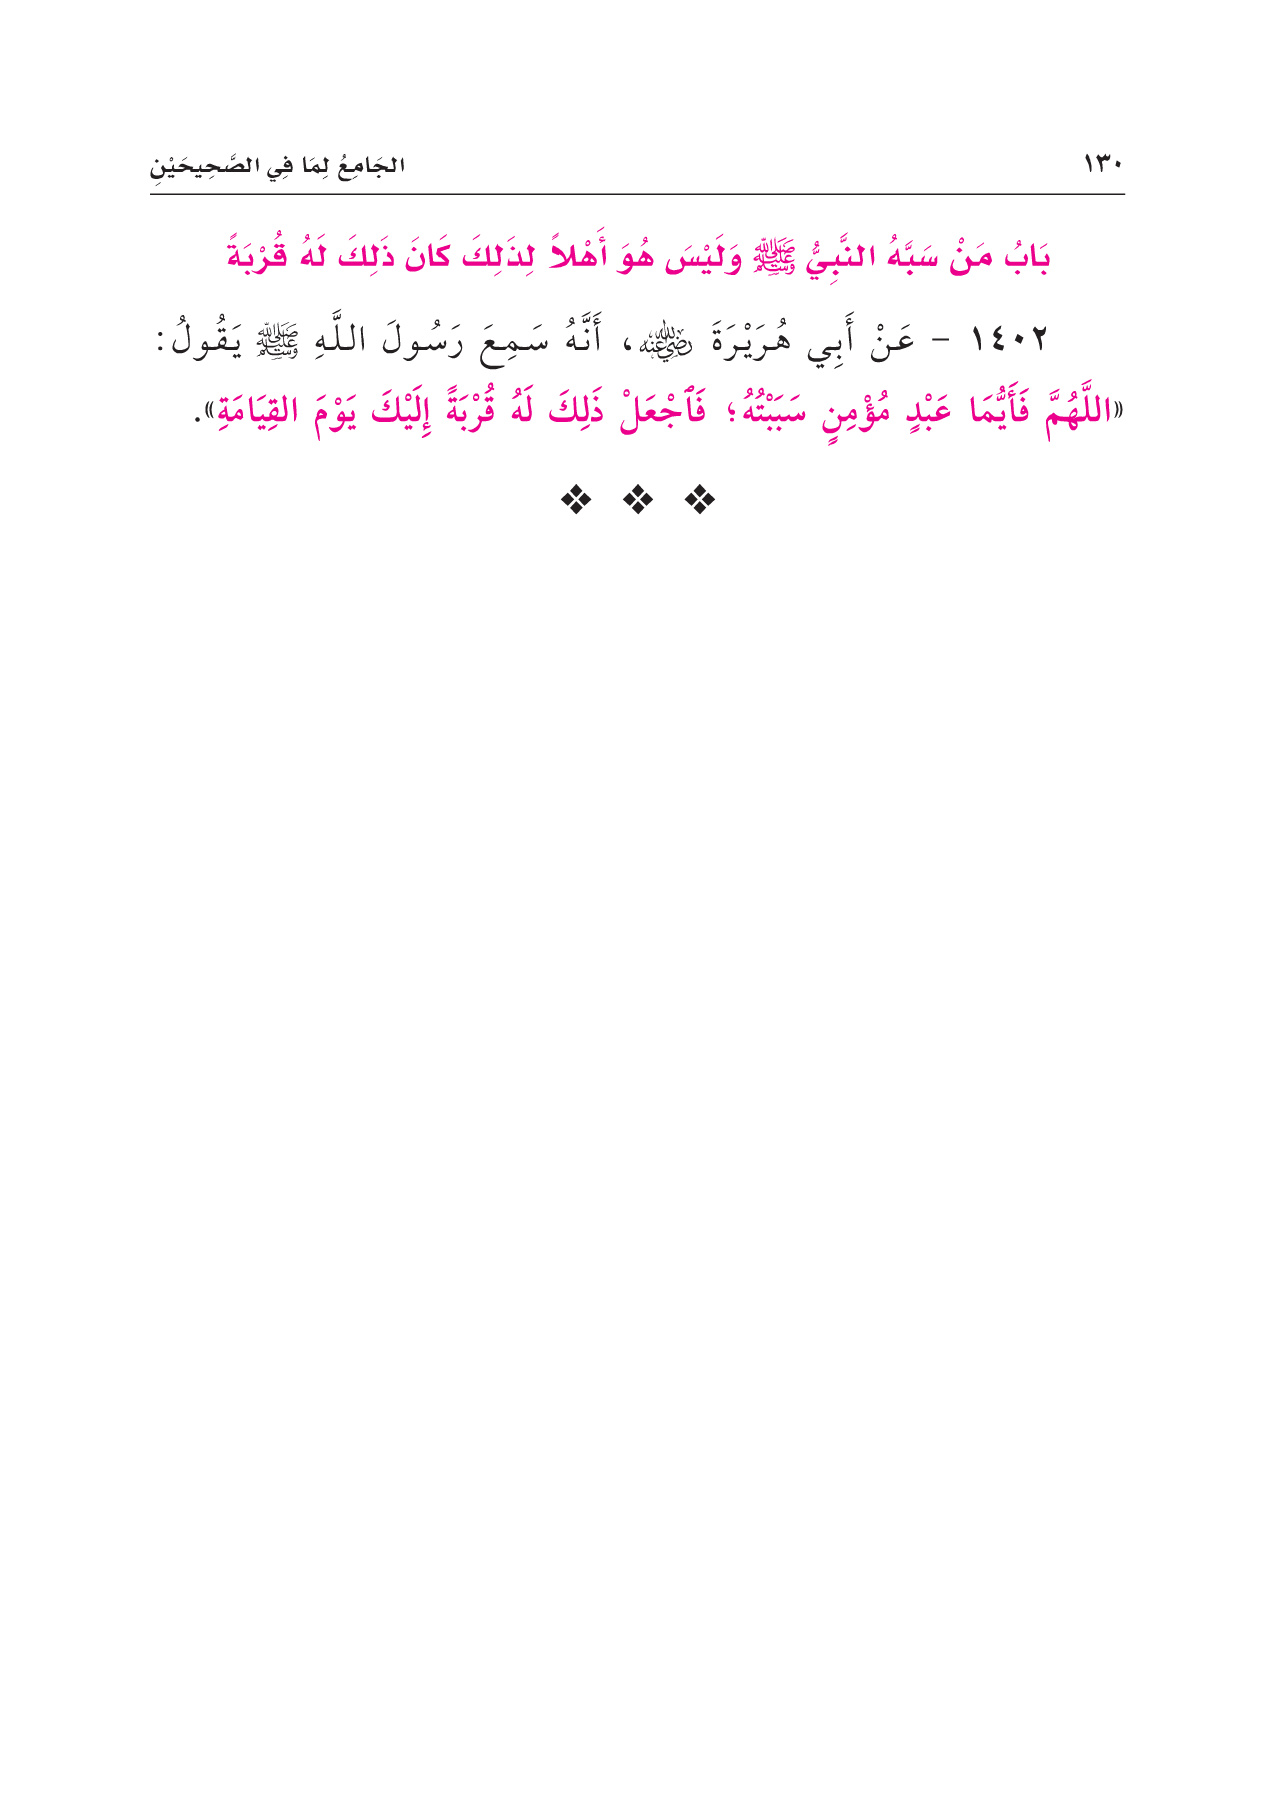 ١٣٠ الجَامِعُ لِمَا فِي الصَّحِيحَيْنِ
بَابُ مَنْ سَبَّهُ النَّبِيُّ ﷺ وَلَيْسَ هُوَ أَهْلاً لِذَلِكَ كَانَ ذَلِكَ لَهُ قُرْبَةً
١٤٠٢ - عَنْ أَبِي هُرَيْرَةَ رضي الله عنه، أَنَّهُ سَمِعَ رَسُولَ اللَّهِ ﷺ يَقُولُ:
«اللَّهُمَّ فَأَيُّمَا عَبْدٍ مُؤْمِنٍ سَبَبْتُهُ؛ فَٱجْعَلْ ذَلِكَ لَهُ قُرْبَةً إِلَيْكَ يَوْمَ القِيَامَةِ».